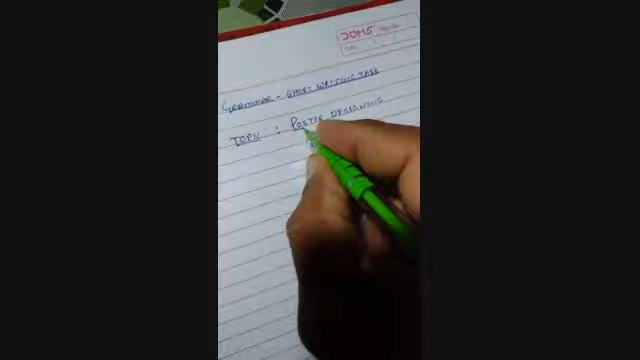 DOMS
GRAMMAR - SHORT WRITING TASK
TOPIC : POSTER DESIGNING